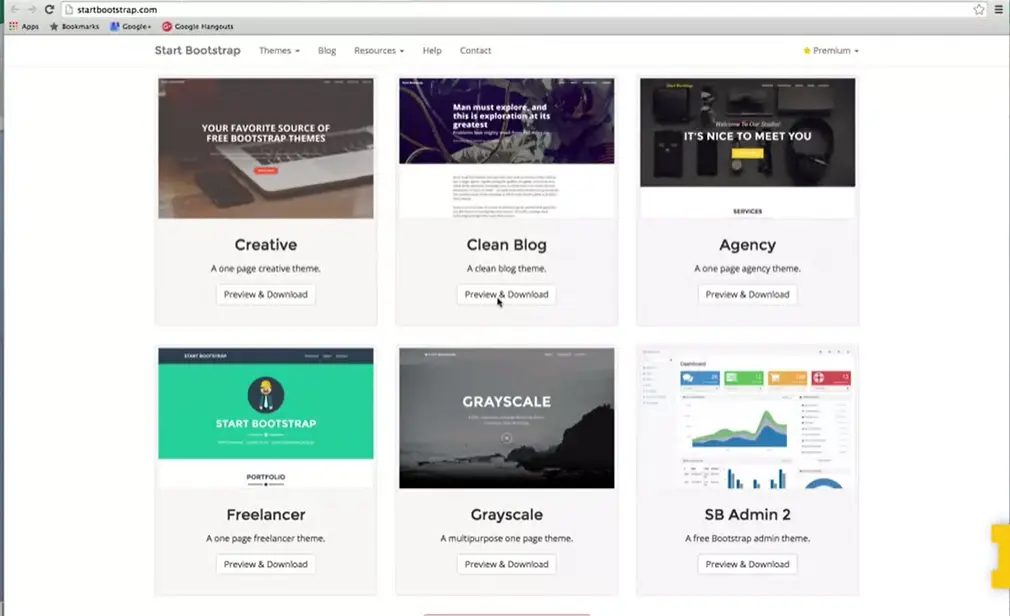 startbootstrap.com
Apps Bookmarks Google+ Google Hangouts
Start Bootstrap Themes Blog Resources Help Contact Premium
YOUR FAVORITE SOURCE OF
FREE BOOTSTRAP THEMES
Man must explore, and
this is exploration at its
greatest
Start Bootstrap
Welcome To Our Studio!
IT'S NICE TO MEET YOU
SERVICES
Creative
A one page creative theme.
Preview & Download
Clean Blog
A clean blog theme.
Preview & Download
Agency
A one page agency theme.
Preview & Download
START BOOTSTRAP
START BOOTSTRAP
PORTFOLIO
GRAYSCALE
Dashboard
Freelancer
A one page freelancer theme.
Preview & Download
Grayscale
A multipurpose one page theme.
Preview & Download
SB Admin 2
A free Bootstrap admin theme.
Preview & Download